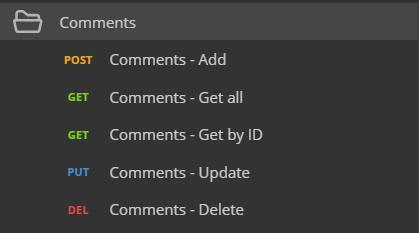 Comments
POST Comments - Add
GET Comments - Get all
GET Comments - Get by ID
PUT Comments - Update
DEL Comments - Delete